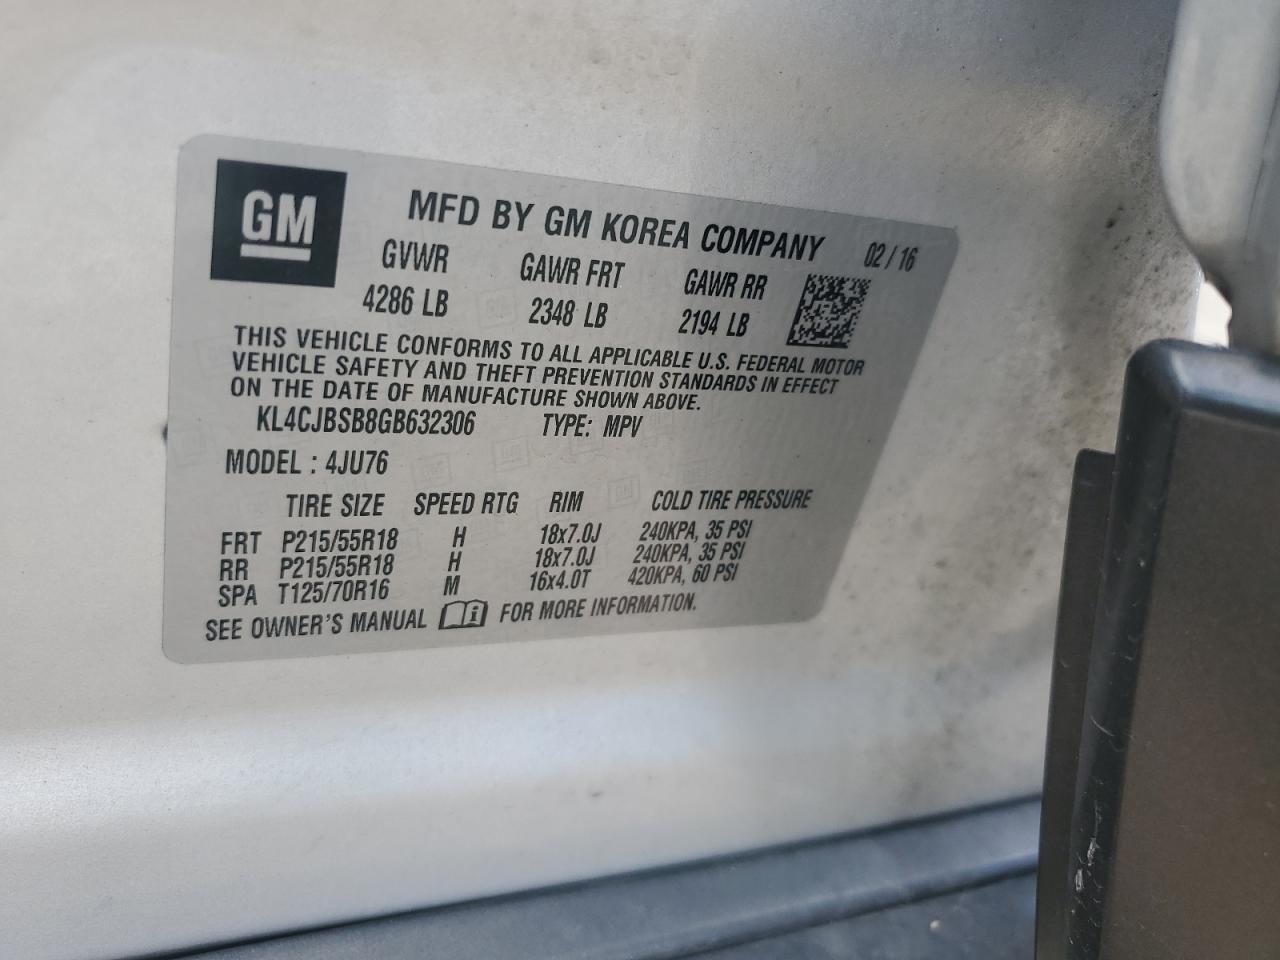 GM
MFD BY GM KOREA COMPANY 02 / 16
GVWR GAWR FRT GAWR RR
4286 LB 2348 LB 2194 LB
THIS VEHICLE CONFORMS TO ALL APPLICABLE U.S. FEDERAL MOTOR
VEHICLE SAFETY AND THEFT PREVENTION STANDARDS IN EFFECT
ON THE DATE OF MANUFACTURE SHOWN ABOVE.
KL4CJBSB8GB632306 TYPE: MPV
MODEL : 4JU76
TIRE SIZE SPEED RTG RIM COLD TIRE PRESSURE
FRT P215/55R18 H 18x7.0J 240KPA, 35 PSI
RR P215/55R18 H 18x7.0J 240KPA, 35 PSI
SPA T125/70R16 M 16x4.0T 420KPA, 60 PSI
SEE OWNER'S MANUAL i FOR MORE INFORMATION.